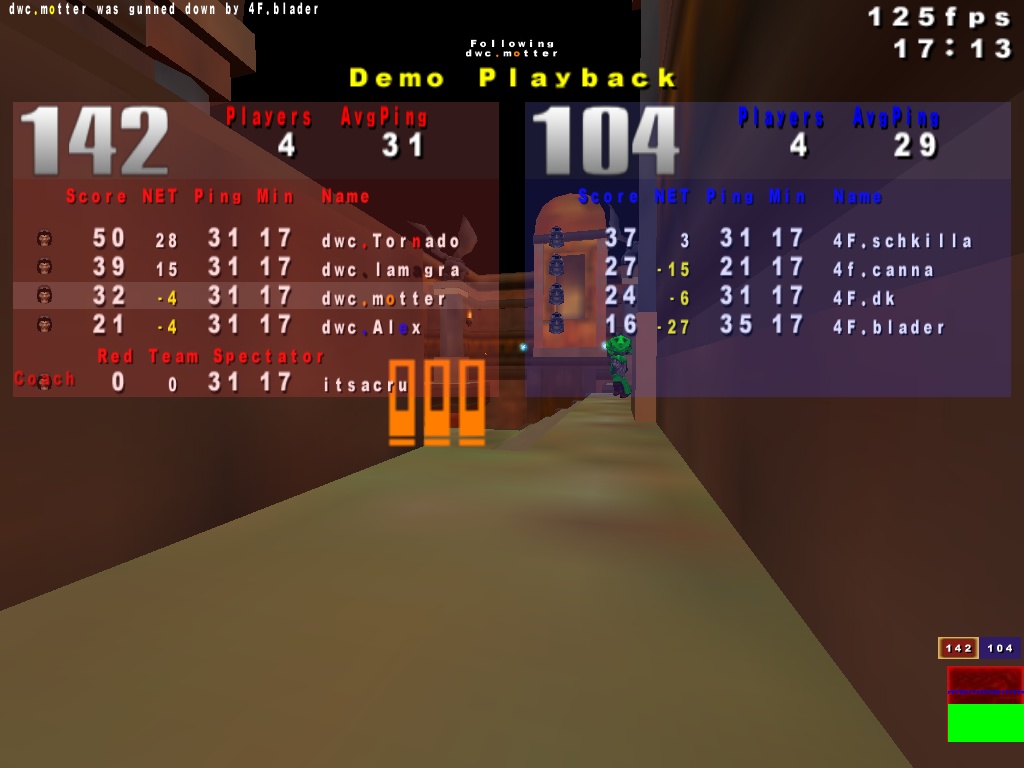 dwc.motter was gunned down by 4F.blader
125fps
17:13
Following
dwc.motter
Demo Playback
142 Players AvgPing
4 31
Score NET Ping Min Name
50 28 31 17 dwc.Tornado
39 15 31 17 dwc.lam gra
32 -4 31 17 dwc.motter
21 -4 31 17 dwc.Alex
Red Team Spectator
Coach 0 0 31 17 itsacru
104 Players AvgPing
4 29
Score NET Ping Min Name
37 3 31 17 4F.schkilla
27 -15 21 17 4f.canna
24 -6 31 17 4F.dk
16 -27 35 17 4F.blader
142 104